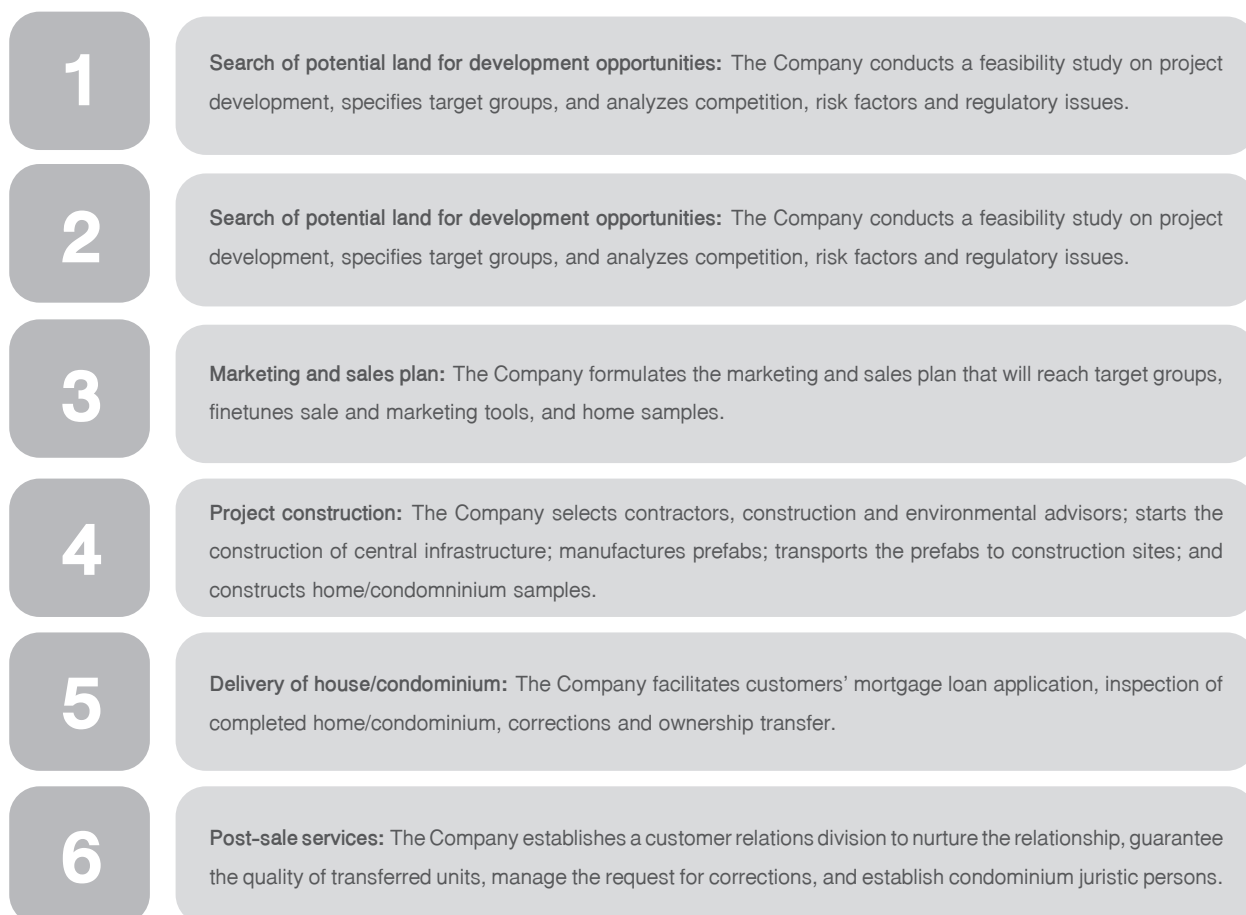 1
Search of potential land for development opportunities: The Company conducts a feasibility study on project
development, specifies target groups, and analyzes competition, risk factors and regulatory issues.
2
Search of potential land for development opportunities: The Company conducts a feasibility study on project
development, specifies target groups, and analyzes competition, risk factors and regulatory issues.
3
Marketing and sales plan: The Company formulates the marketing and sales plan that will reach target groups,
finetunes sale and marketing tools, and home samples.
4
Project construction: The Company selects contractors, construction and environmental advisors; starts the
construction of central infrastructure; manufactures prefabs; transports the prefabs to construction sites; and
constructs home/condomninium samples.
5
Delivery of house/condominium: The Company facilitates customers’ mortgage loan application, inspection of
completed home/condominium, corrections and ownership transfer.
6
Post-sale services: The Company establishes a customer relations division to nurture the relationship, guarantee
the quality of transferred units, manage the request for corrections, and establish condominium juristic persons.